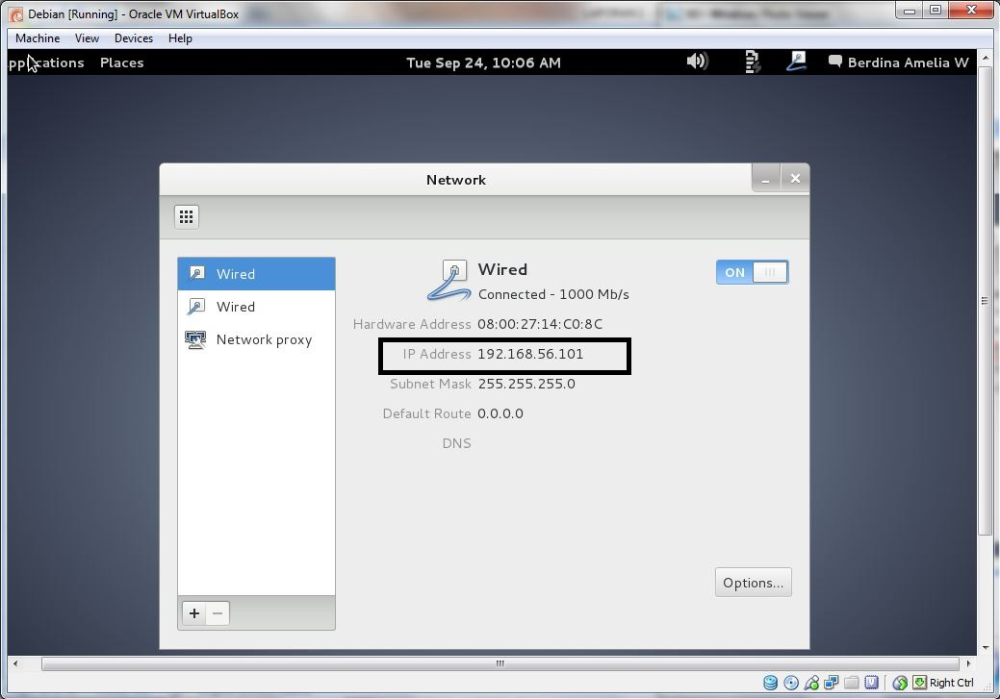 Debian [Running] - Oracle VM VirtualBox
Machine View Devices Help
pplications Places Tue Sep 24, 10:06 AM Berdina Amelia W
Network
Wired
Wired
Network proxy
Wired
Connected - 1000 Mb/s
ON
Hardware Address 08:00:27:14:C0:8C
IP Address 192.168.56.101
Subnet Mask 255.255.255.0
Default Route 0.0.0.0
DNS
Options...
Right Ctrl